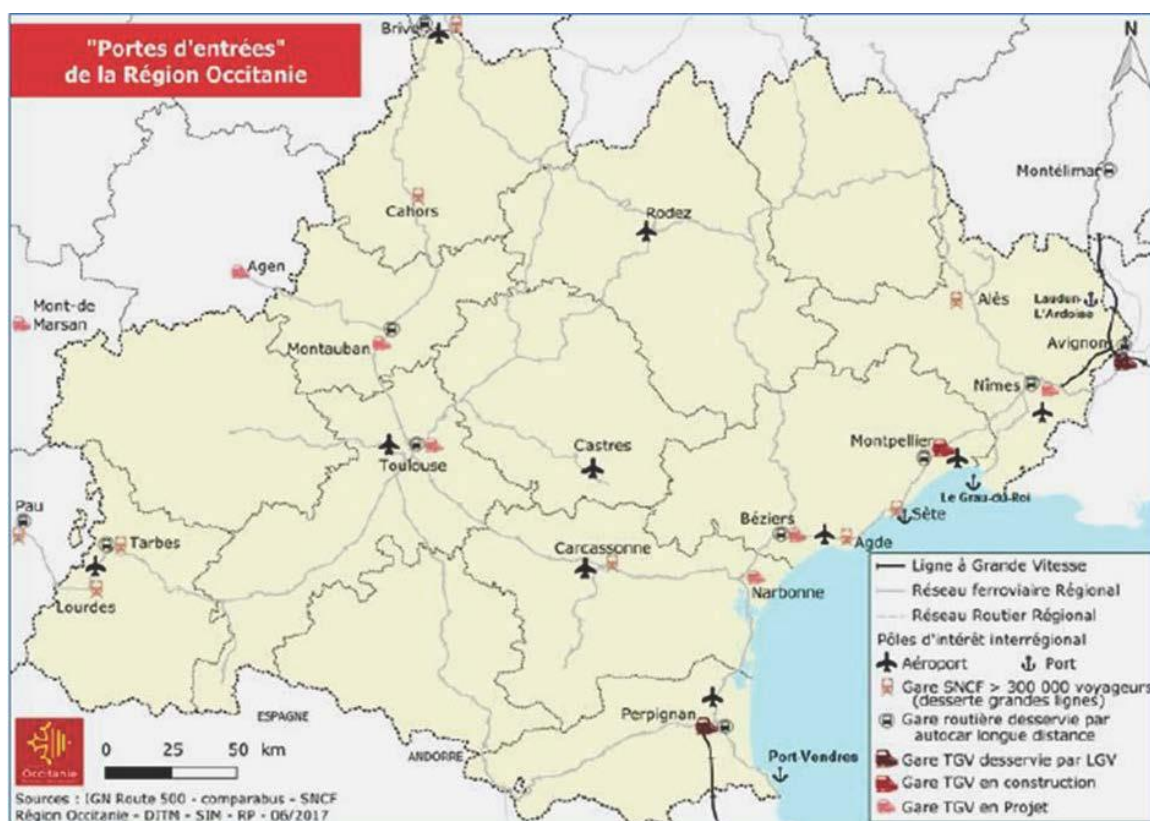 "Portes d'entrées"
de la Région Occitanie
Brive
N
Montélimar
Cahors
Rodez
Agen
Mont-de
Marsan
Alès
Laudun
L'Ardoise
Avignon
Montauban
Nîmes
Toulouse
Castres
Montpellier
Le Grau-du-Roi
Sète
Pau
Tarbes
Béziers
Agde
Carcassonne
Lourdes
Narbonne
Perpignan
Port-Vendres
ESPAGNE
ANDORRE
Ligne à Grande Vitesse
Réseau ferroviaire Régional
Réseau Routier Régional
Pôles d'intérêt interrégional
Aéroport Port
Gare SNCF > 300 000 voyageurs
(desserte grandes lignes)
Gare routière desservie par
autocar longue distance
Gare TGV desservie par LGV
Gare TGV en construction
Gare TGV en Projet
Occitanie
0 25 50 km
Sources : IGN Route 500 - comparabus - SNCF
Région Occitanie - DITM - SIM - RP - 06/2017